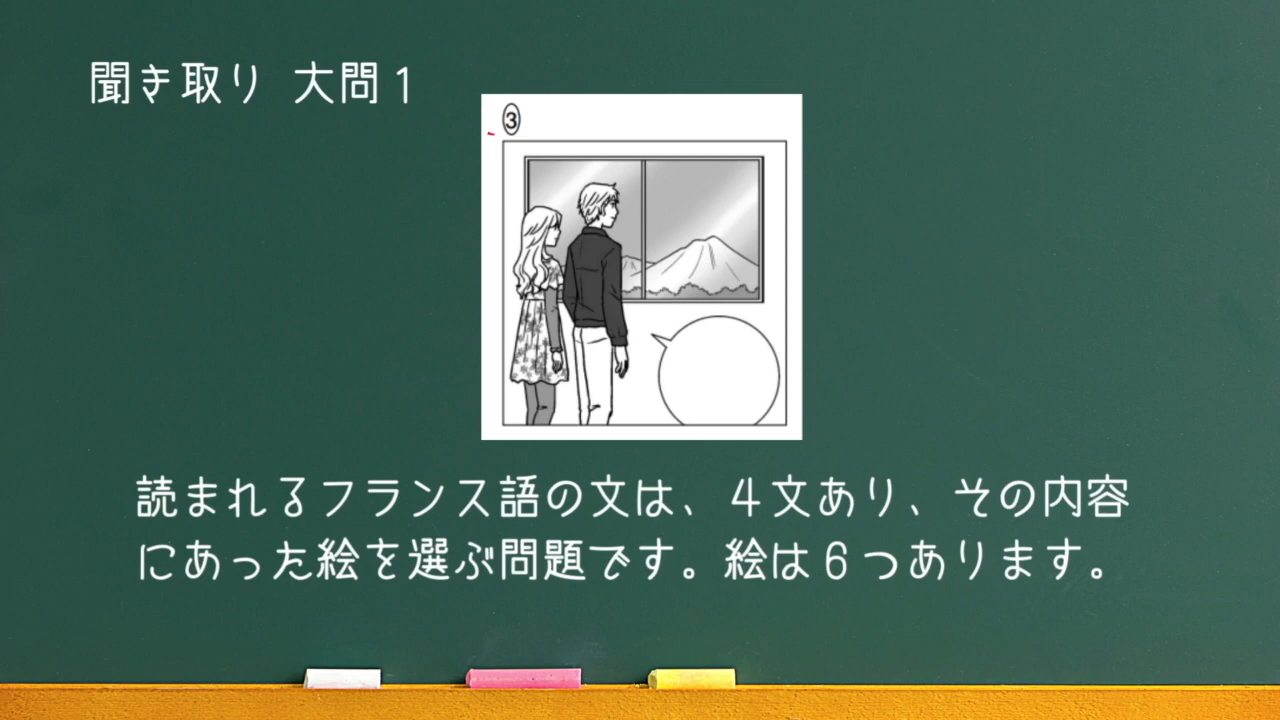 聞き取り 大問１
③
読まれるフランス語の文は、４文あり、その内容
にあった絵を選ぶ問題です。絵は６つあります。